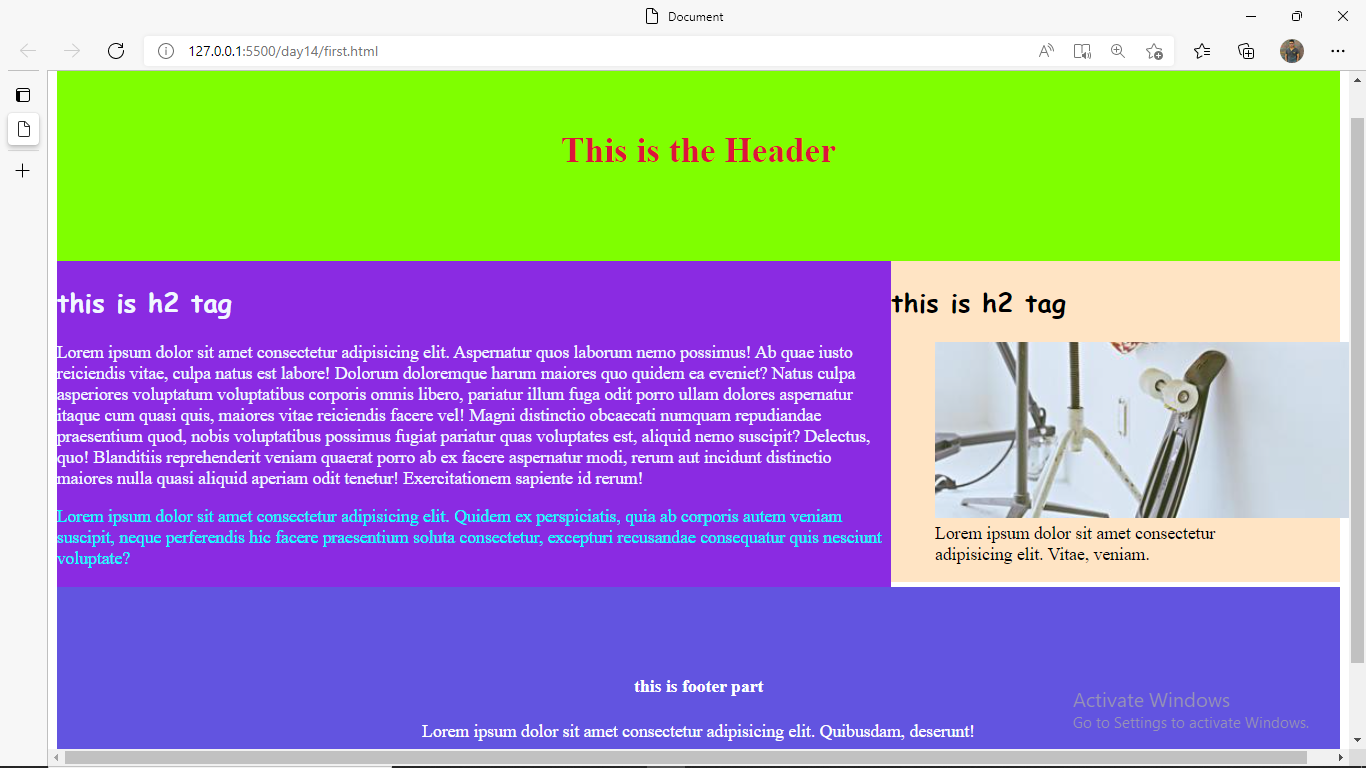 Document
127.0.0.1:5500/day14/first.html
This is the Header
this is h2 tag
Lorem ipsum dolor sit amet consectetur adipisicing elit. Aspernatur quos laborum nemo possimus! Ab quae iusto
reiciendis vitae, culpa natus est labore! Dolorum doloremque harum maiores quo quidem ea eveniet? Natus culpa
asperiores voluptatum voluptatibus corporis omnis libero, pariatur illum fuga odit porro ullam dolores aspernatur
itaque cum quasi quis, maiores vitae reiciendis facere vel! Magni distinctio obcaecati numquam repudiandae
praesentium quod, nobis voluptatibus possimus fugiat pariatur quas voluptates est, aliquid nemo suscipit? Delectus,
quo! Blanditiis reprehenderit veniam quaerat porro ab ex facere aspernatur modi, rerum aut incidunt distinctio
maiores nulla quasi aliquid aperiam odit tenetur! Exercitationem sapiente id rerum!
Lorem ipsum dolor sit amet consectetur adipisicing elit. Quidem ex perspiciatis, quia ab corporis autem veniam
suscipit, neque perferendis hic facere praesentium soluta consectetur, excepturi recusandae consequatur quis nesciunt
voluptate?
this is h2 tag
Lorem ipsum dolor sit amet consectetur
adipisicing elit. Vitae, veniam.
this is footer part
Lorem ipsum dolor sit amet consectetur adipisicing elit. Quibusdam, deserunt!
Activate Windows
Go to Settings to activate Windows.